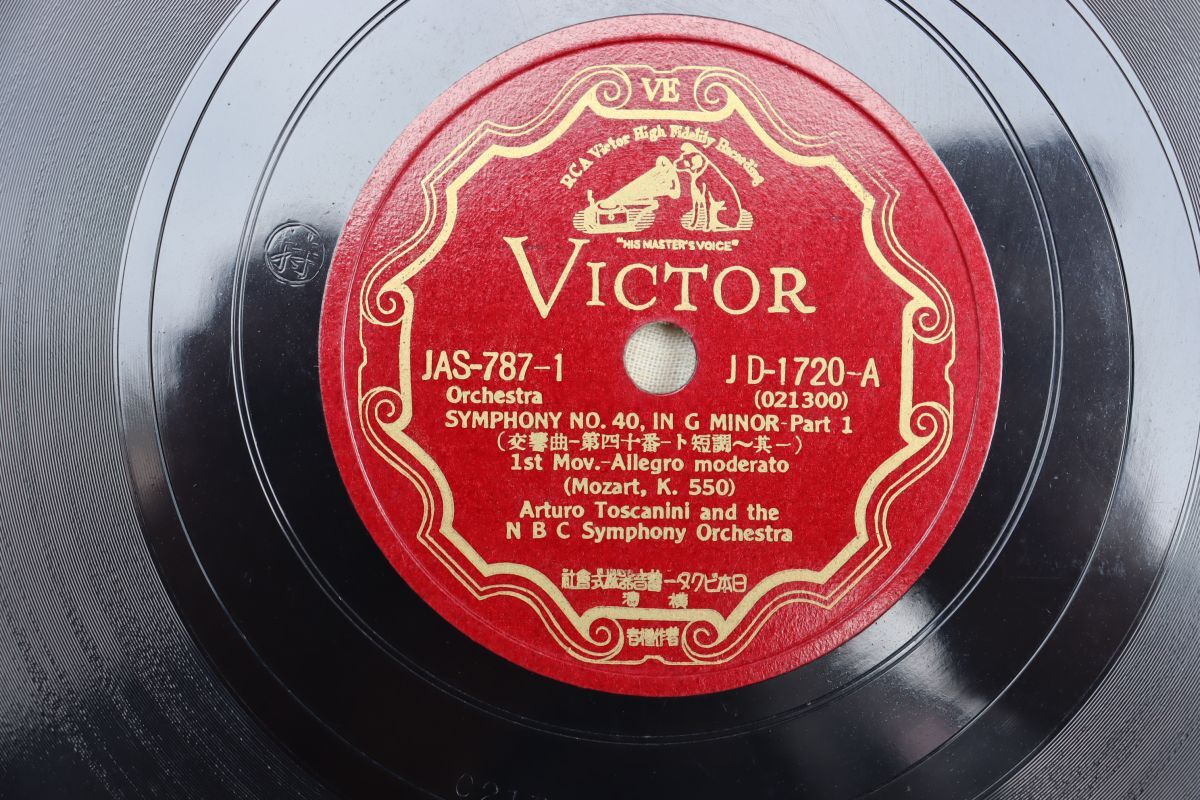 VE
RCA Victor High Fidelity Recording
"HIS MASTER'S VOICE"
VICTOR
JAS-787-1
JD-1720-A
Orchestra
(021300)
SYMPHONY NO. 40, IN G MINOR-Part 1
(交響曲－第四十番－ト短調～其一)
1st Mov.-Allegro moderato
(Mozart, K. 550)
Arturo Toscanini and the
N B C Symphony Orchestra
社會式株器音蓄ータクビ本日
濱橫
音權作著